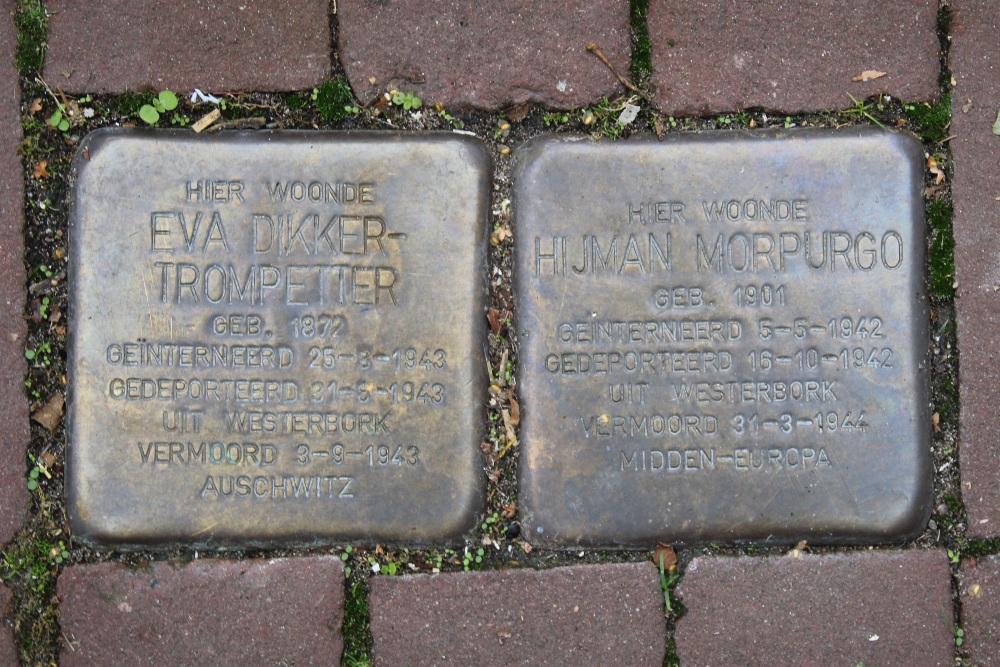 HIER WOONDE
EVA DIKKER-
TROMPETTER
GEB. 1872
GEÏNTERNEERD 25-8-1943
GEDEPORTEERD 31-8-1943
UIT WESTERBORK
VERMOORD 3-9-1943
AUSCHWITZ
HIER WOONDE
HIJMAN MORPURGO
GEB. 1901
GEÏNTERNEERD 5-5-1942
GEDEPORTEERD 16-10-1942
UIT WESTERBORK
VERMOORD 31-3-1944
MIDDEN-EUROPA